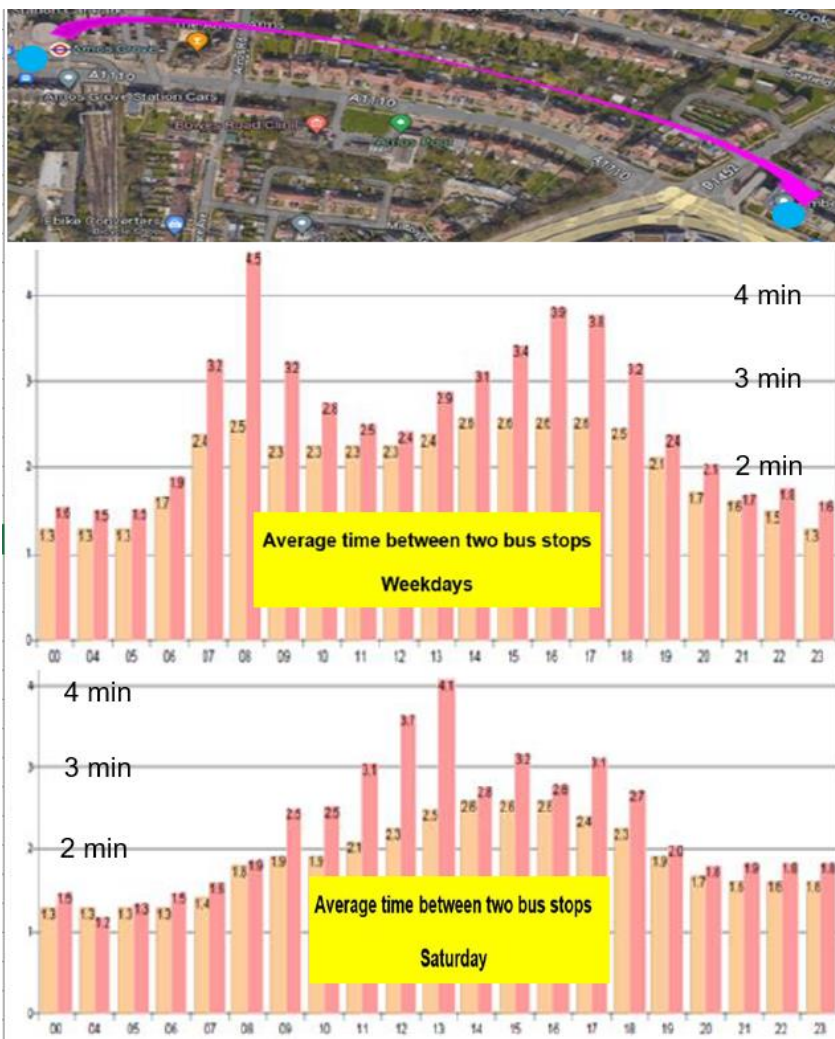 Arnos Grove
A1110
Arnos Rd
Arnos Grove Station Cars
A1110
Bowes Road Clinic
Arnos Pool
A1110
B1452
Ebike Converters
Bicycle Shop
4 min
3 min
2 min
4
3
2
1
0
1.3 1.6 1.3 1.5 1.3 1.7 1.9 2.4 3.2 2.5 4.5 2.3 3.2 2.3 2.8 2.3 2.5 2.3 2.4 2.4 2.9 3.1 2.6 3.4 2.6 3.9 2.6 3.8 2.5 3.2 2.1 2.4 1.7 1.6 1.7 1.5 1.8 1.3 1.6
Average time between two bus stops
Weekdays
00 04 05 06 07 08 09 10 11 12 13 14 15 16 17 18 19 20 21 22 23
4 min
3 min
2 min
4
3
2
1
0
1.3 1.3 1.2 1.3 1.3 1.3 1.5 1.4 1.6 1.8 1.9 1.9 2.5 1.9 2.5 2.1 3.1 2.3 3.7 2.5 4.1 2.6 2.8 2.6 3.2 2.6 2.8 2.4 3.1 2.3 2.7 1.9 2.0 1.7 1.8 1.6 1.9 1.6 1.8 1.6 1.8
Average time between two bus stops
Saturday
00 04 05 06 07 08 09 10 11 12 13 14 15 16 17 18 19 20 21 22 23